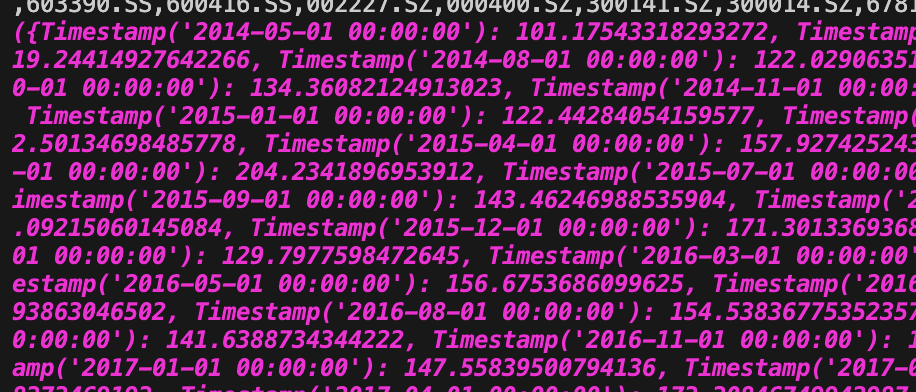 ,603390.SS,600416.SS,002227.SZ,000400.SZ,300141.SZ,300014.SZ,6781
({Timestamp('2014-05-01 00:00:00'): 101.17543318293272, Timestamp
19.24414927642266, Timestamp('2014-08-01 00:00:00'): 122.02906351
0-01 00:00:00'): 134.36082124913023, Timestamp('2014-11-01 00:00:
Timestamp('2015-01-01 00:00:00'): 122.44284054159577, Timestamp(
2.501346984857​78, Timestamp('2015-04-01 00:00:00'): 157.927425243
-01 00:00:00'): 204.2341896953912, Timestamp('2015-07-01 00:00:00
imestamp('2015-09-01 00:00:00'): 143.46246988535904, Timestamp('2
.09215060145084, Timestamp('2015-12-01 00:00:00'): 171.3013369368
01 00:00:00'): 129.7977598472645, Timestamp('2016-03-01 00:00:00'
estamp('2016-05-01 00:00:00'): 156.6753686099625, Timestamp('2016
93863046502, Timestamp('2016-08-01 00:00:00'): 154.53836775352357
0:00:00'): 141.6388734344222, Timestamp('2016-11-01 00:00:00'): 1
amp('2017-01-01 00:00:00'): 147.55839500794136, Timestamp('2017-0